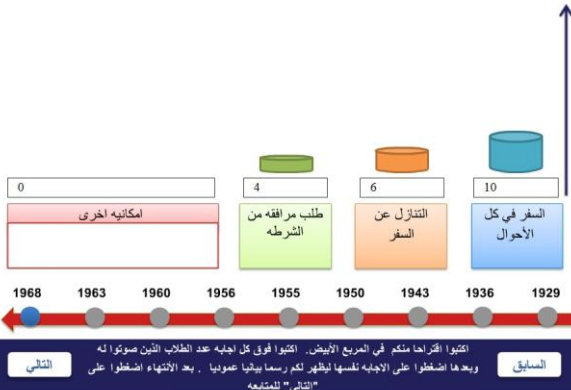 10
6
4
0
السفر في كل
الأحوال
التنازل عن
السفر
طلب مرافقه من
الشرطه
امكانيه اخرى
1929
1936
1943
1950
1955
1956
1960
1963
1968
السابق
اكتبوا اقتراحا منكم في المربع الأبيض. اكتبوا فوق كل اجابه عدد الطلاب الذين صوتوا له
وبعدها اضغطوا على الاجابه نفسها ليظهر لكم رسما بيانيا عموديا . بعد الأنتهاء اضغطوا على
"التالي" للمتابعه
التالي